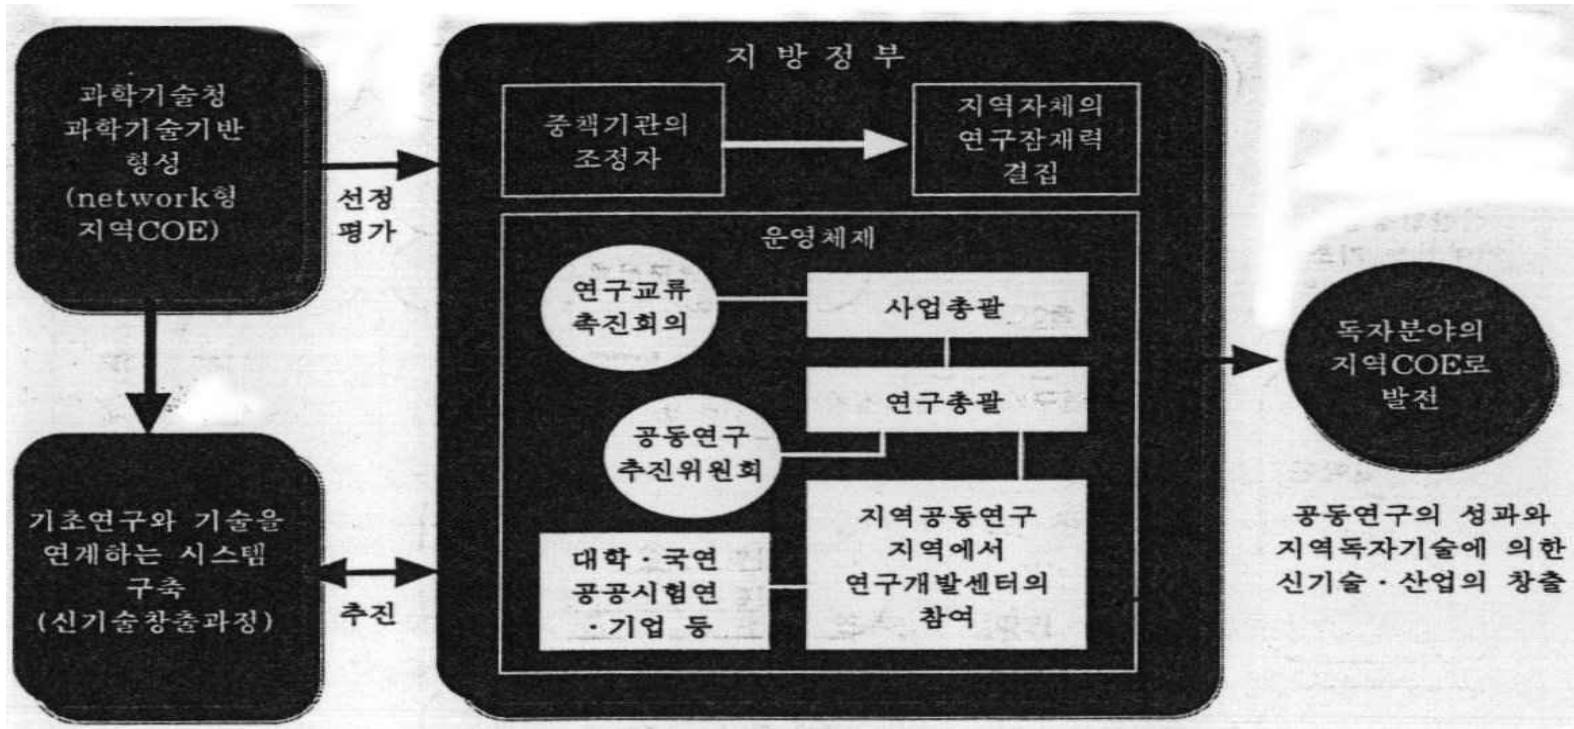 과학기술청
과학기술기반
형성
(network형
지역COE)
선정
평가
기초연구와 기술을
연계하는 시스템
구축
(신기술창출과정)
추진
지방정부
중책기관의
조정자
지역자체의
연구잠재력
결집
운영체제
연구교류
촉진회의
사업총괄
연구총괄
공동연구
추진위원회
지역공동연구
지역에서
연구개발센터의
참여
대학·국연
공공시험연
·기업 등
독자분야의
지역COE로
발전
공동연구의 성과와
지역독자기술에 의한
신기술·산업의 창출